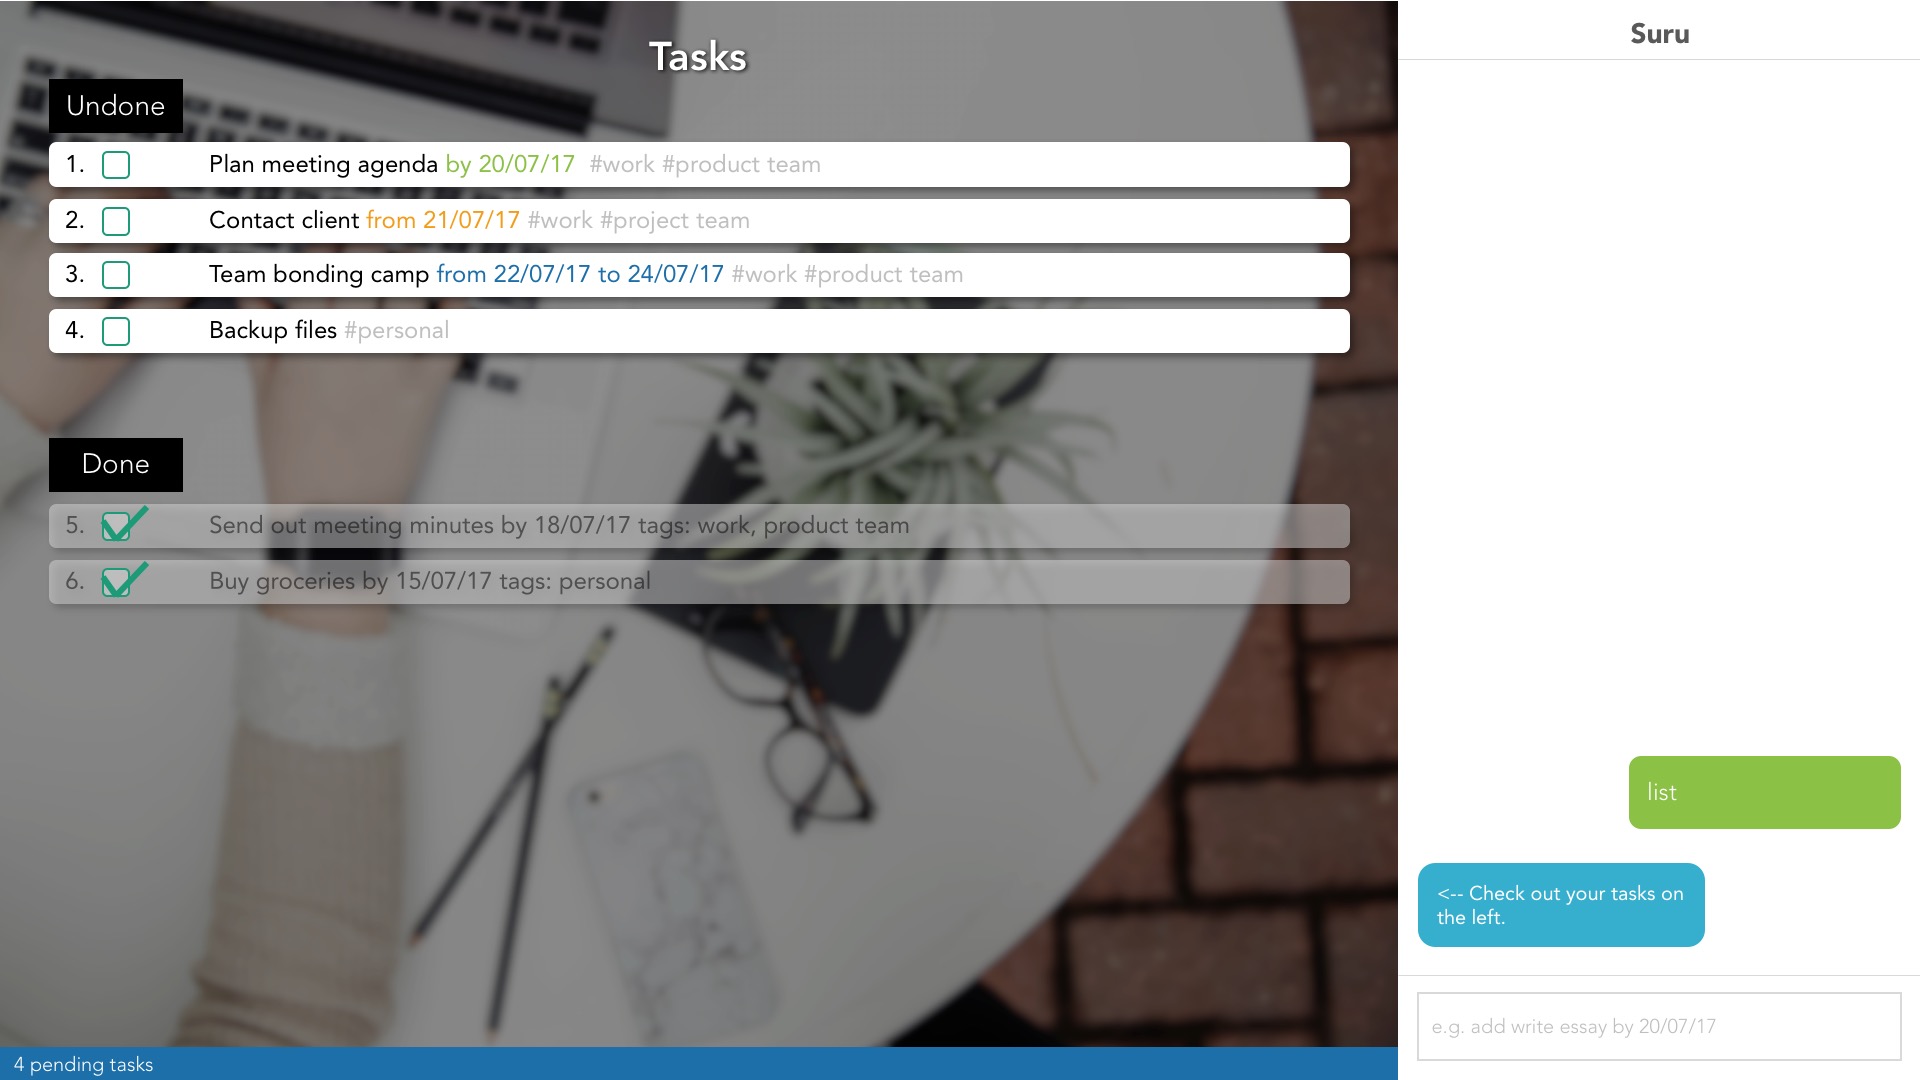 Tasks
Undone
1. Plan meeting agenda by 20/07/17 #work #product team
2. Contact client from 21/07/17 #work #project team
3. Team bonding camp from 22/07/17 to 24/07/17 #work #product team
4. Backup files #personal
Done
5. Send out meeting minutes by 18/07/17 tags: work, product team
6. Buy groceries by 15/07/17 tags: personal
4 pending tasks
Suru
list
<-- Check out your tasks on
the left.
e.g. add write essay by 20/07/17